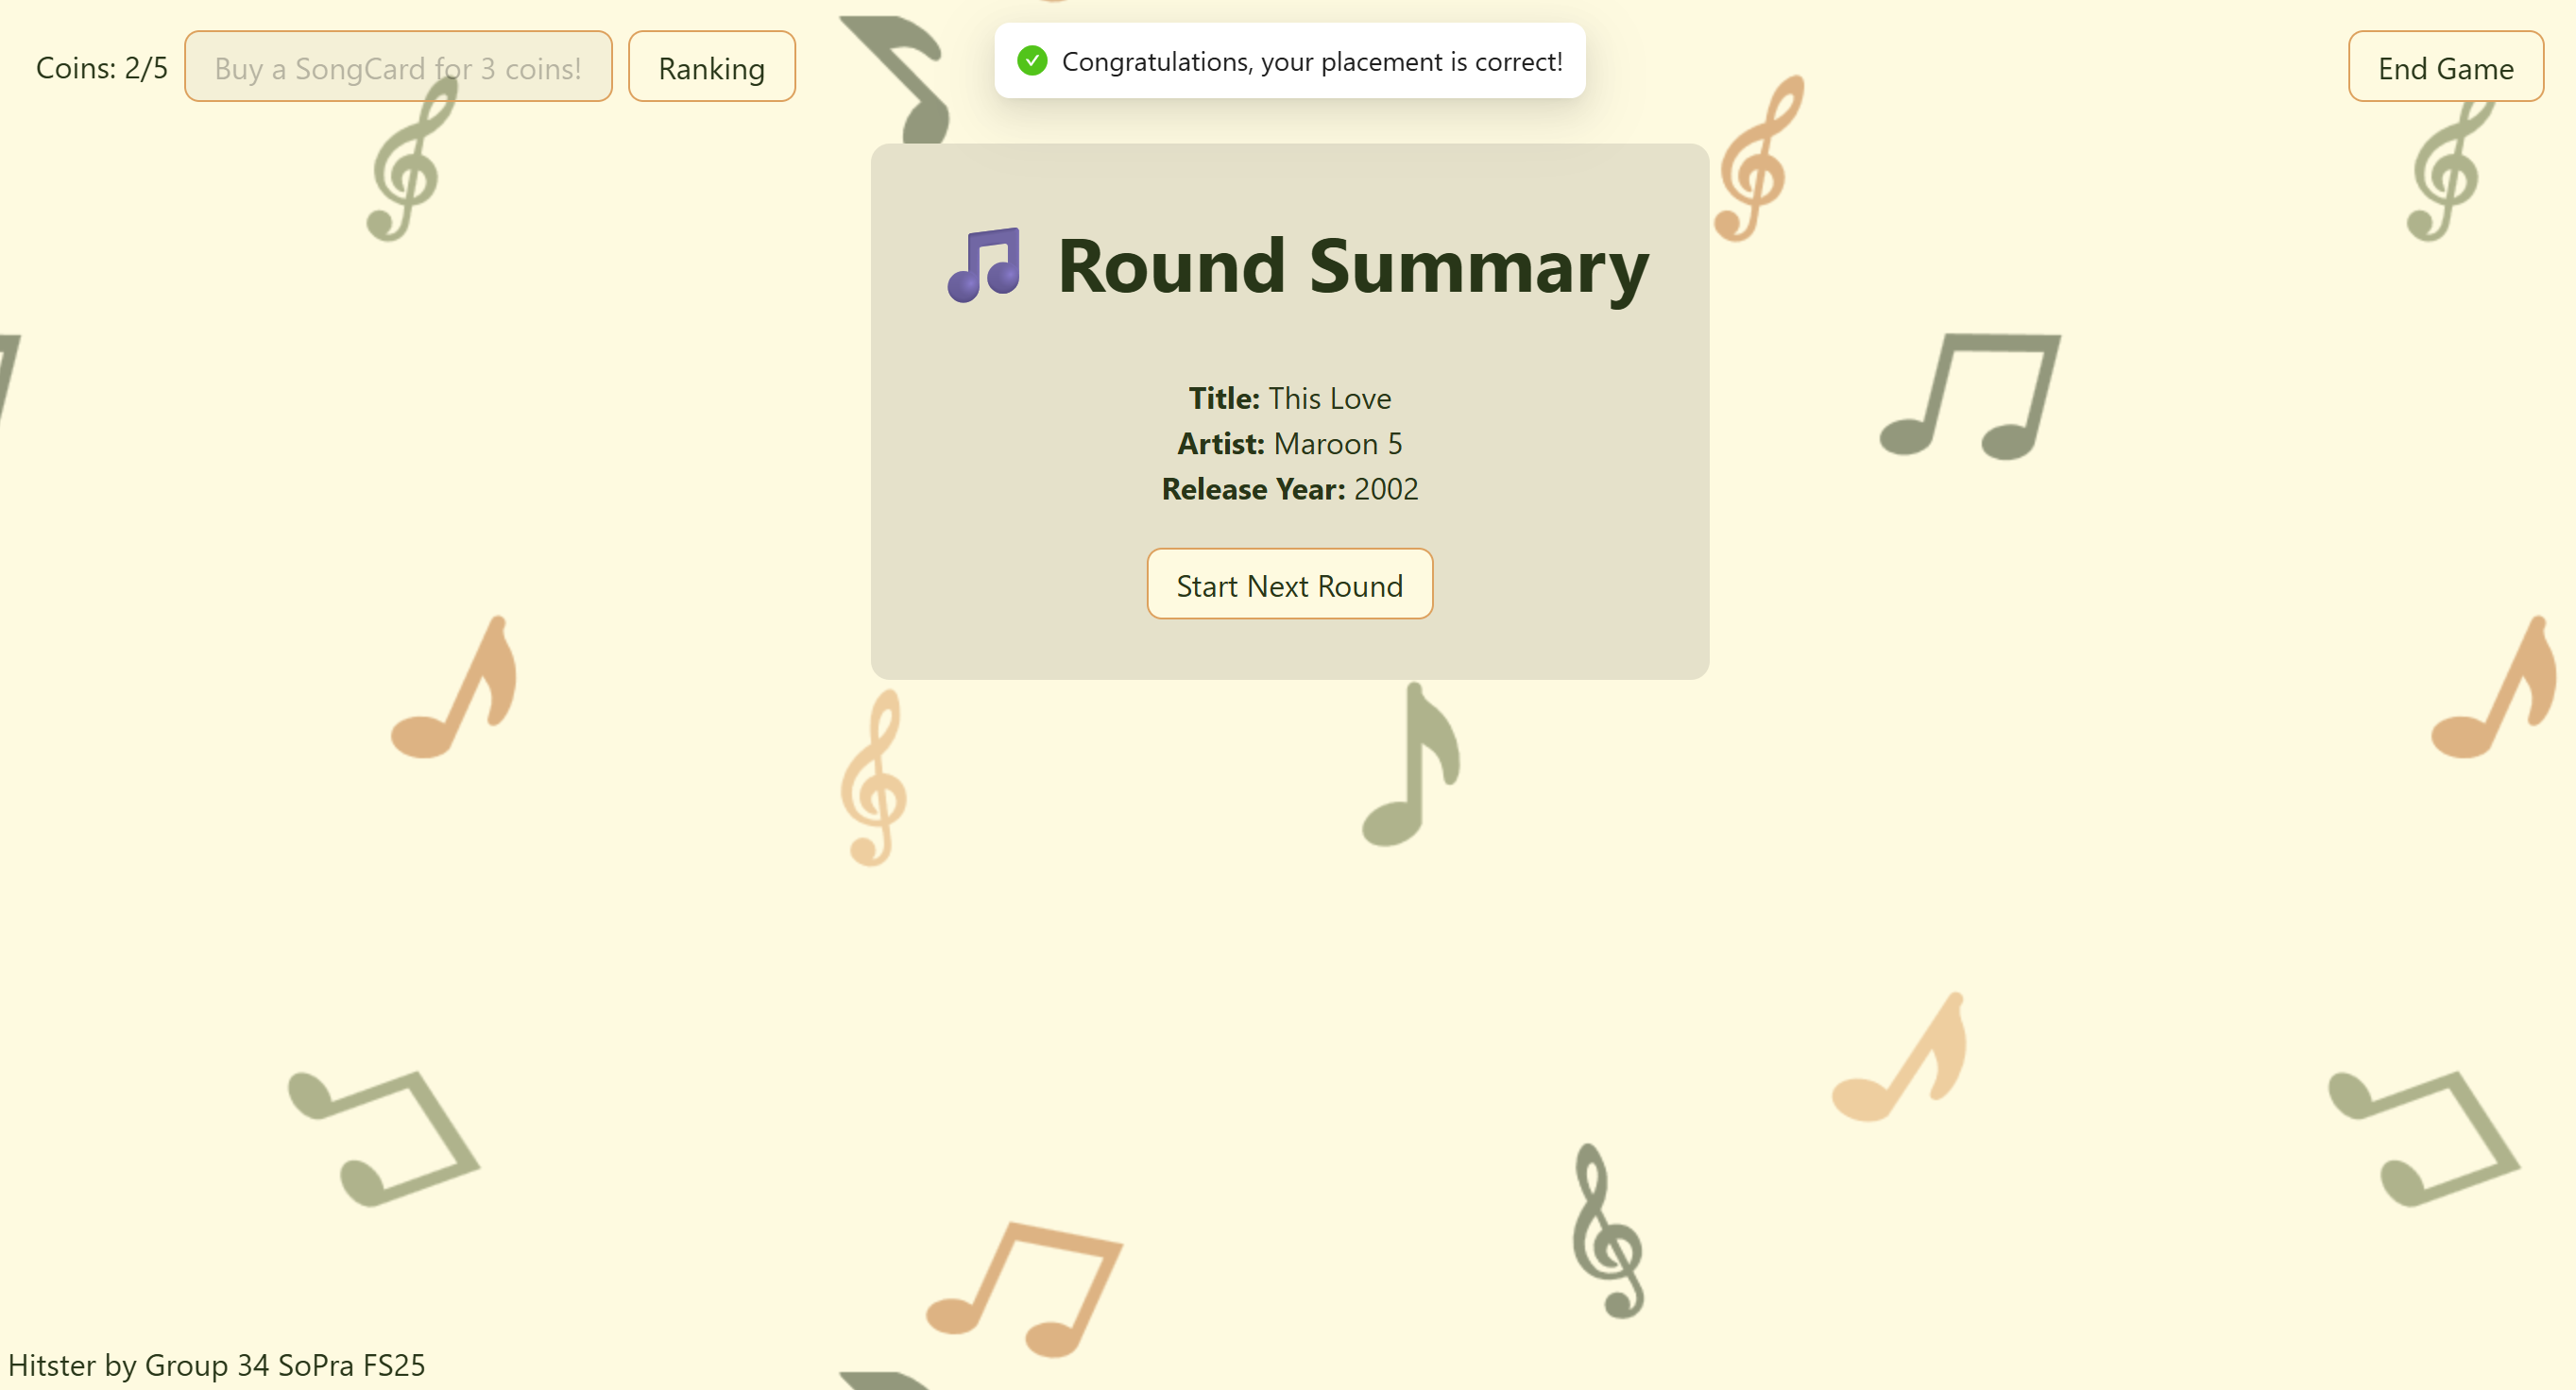 Coins: 2/5 Buy a SongCard for 3 coins! Ranking
Congratulations, your placement is correct!
End Game
Round Summary
Title: This Love
Artist: Maroon 5
Release Year: 2002
Start Next Round
Hitster by Group 34 SoPra FS25